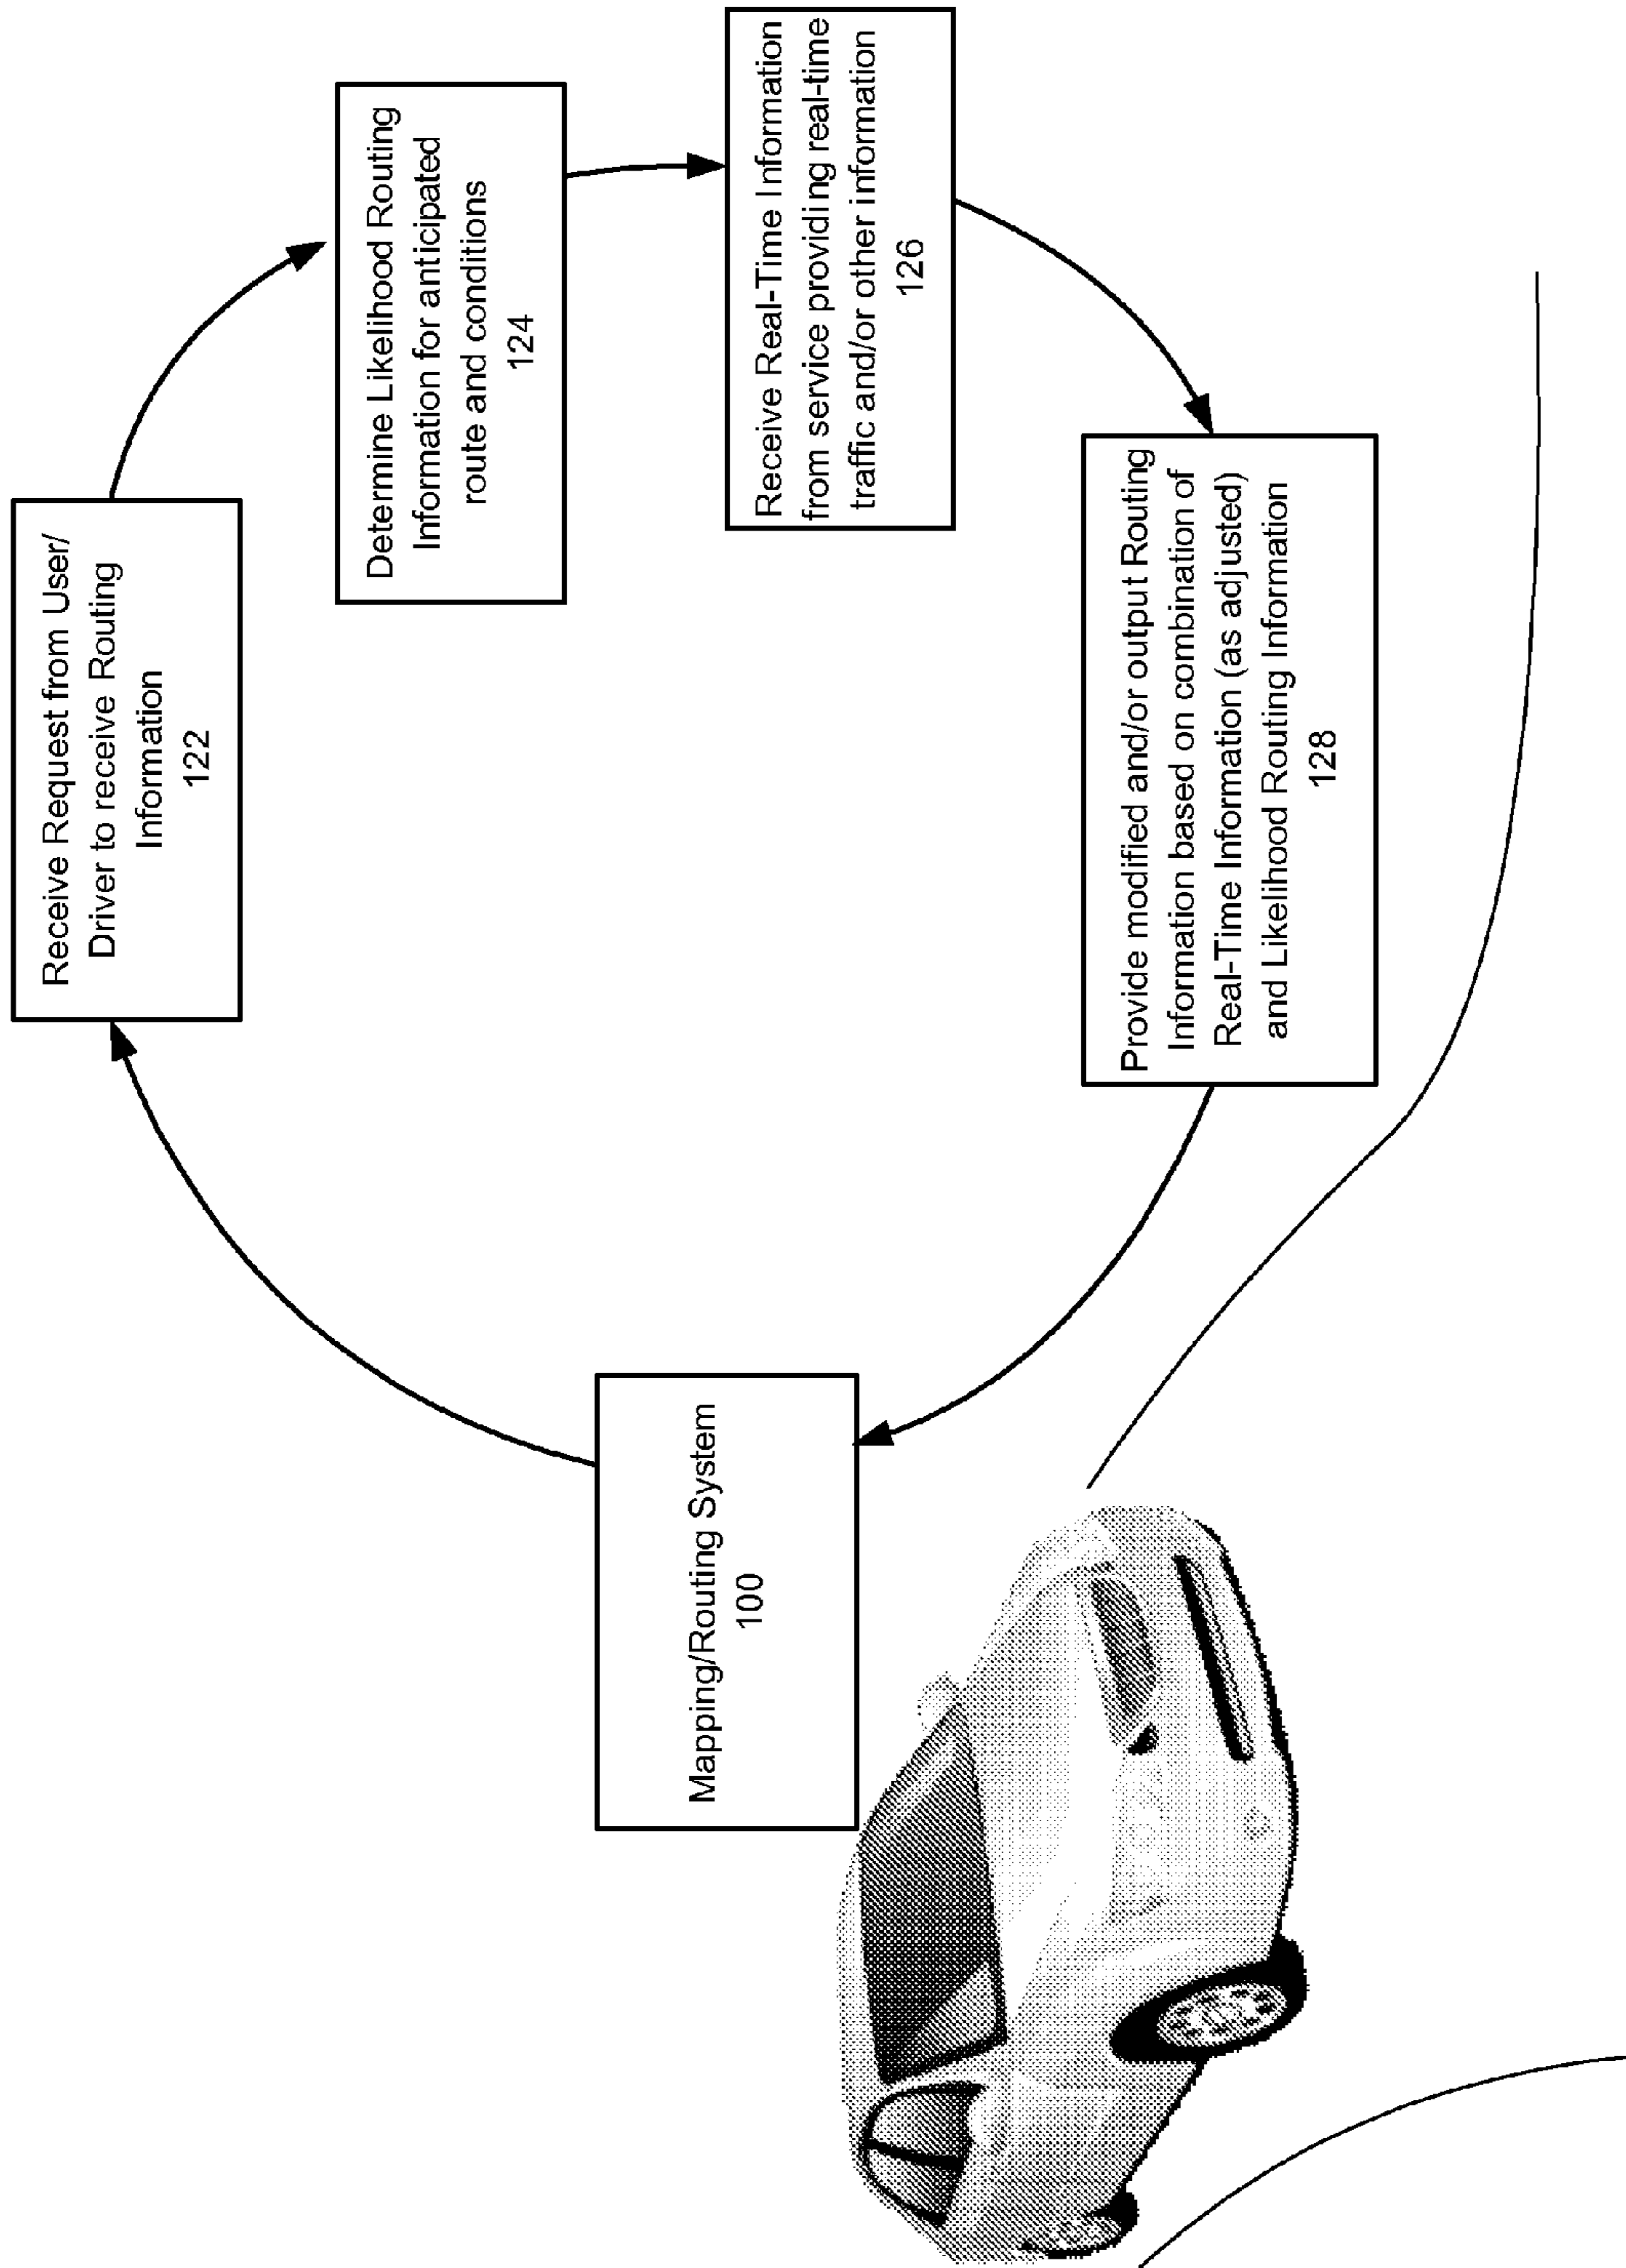 Receive Request from User/
Driver to receive Routing
Information
122
Determine Likelihood Routing
Information for anticipated
route and conditions
124
Receive Real-Time Information
from service providing real-time
traffic and/or other information
126
Provide modified and/or output Routing
Information based on combination of
Real-Time Information (as adjusted)
and Likelihood Routing Information
128
Mapping/Routing System
100